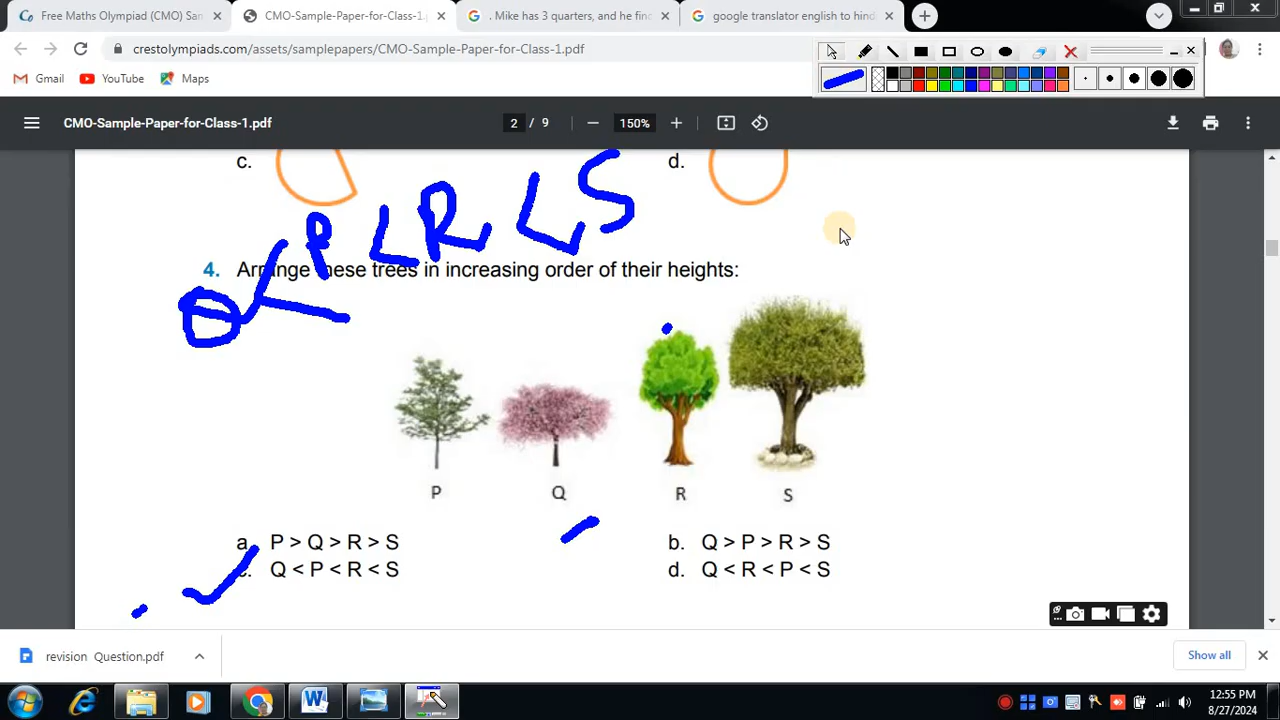 Free Maths Olympiad (CMO) San
CMO-Sample-Paper-for-Class-1.p
. Mike has 3 quarters, and he fin
google translator english to hind
crestolympiads.com/assets/samplepapers/CMO-Sample-Paper-for-Class-1.pdf
Gmail YouTube Maps
CMO-Sample-Paper-for-Class-1.pdf 2 / 9 150%
c. d.
Q < P < R < S
4. Arrange these trees in increasing order of their heights:
P Q R S
a. P > Q > R > S b. Q > P > R > S
c. Q < P < R < S d. Q < R < P < S
revision Question.pdf Show all
12:55 PM
8/27/2024